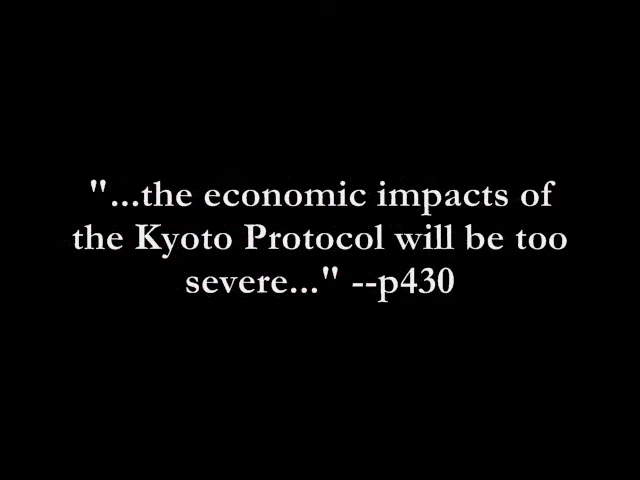 "...the economic impacts of
the Kyoto Protocol will be too
severe..." --p430